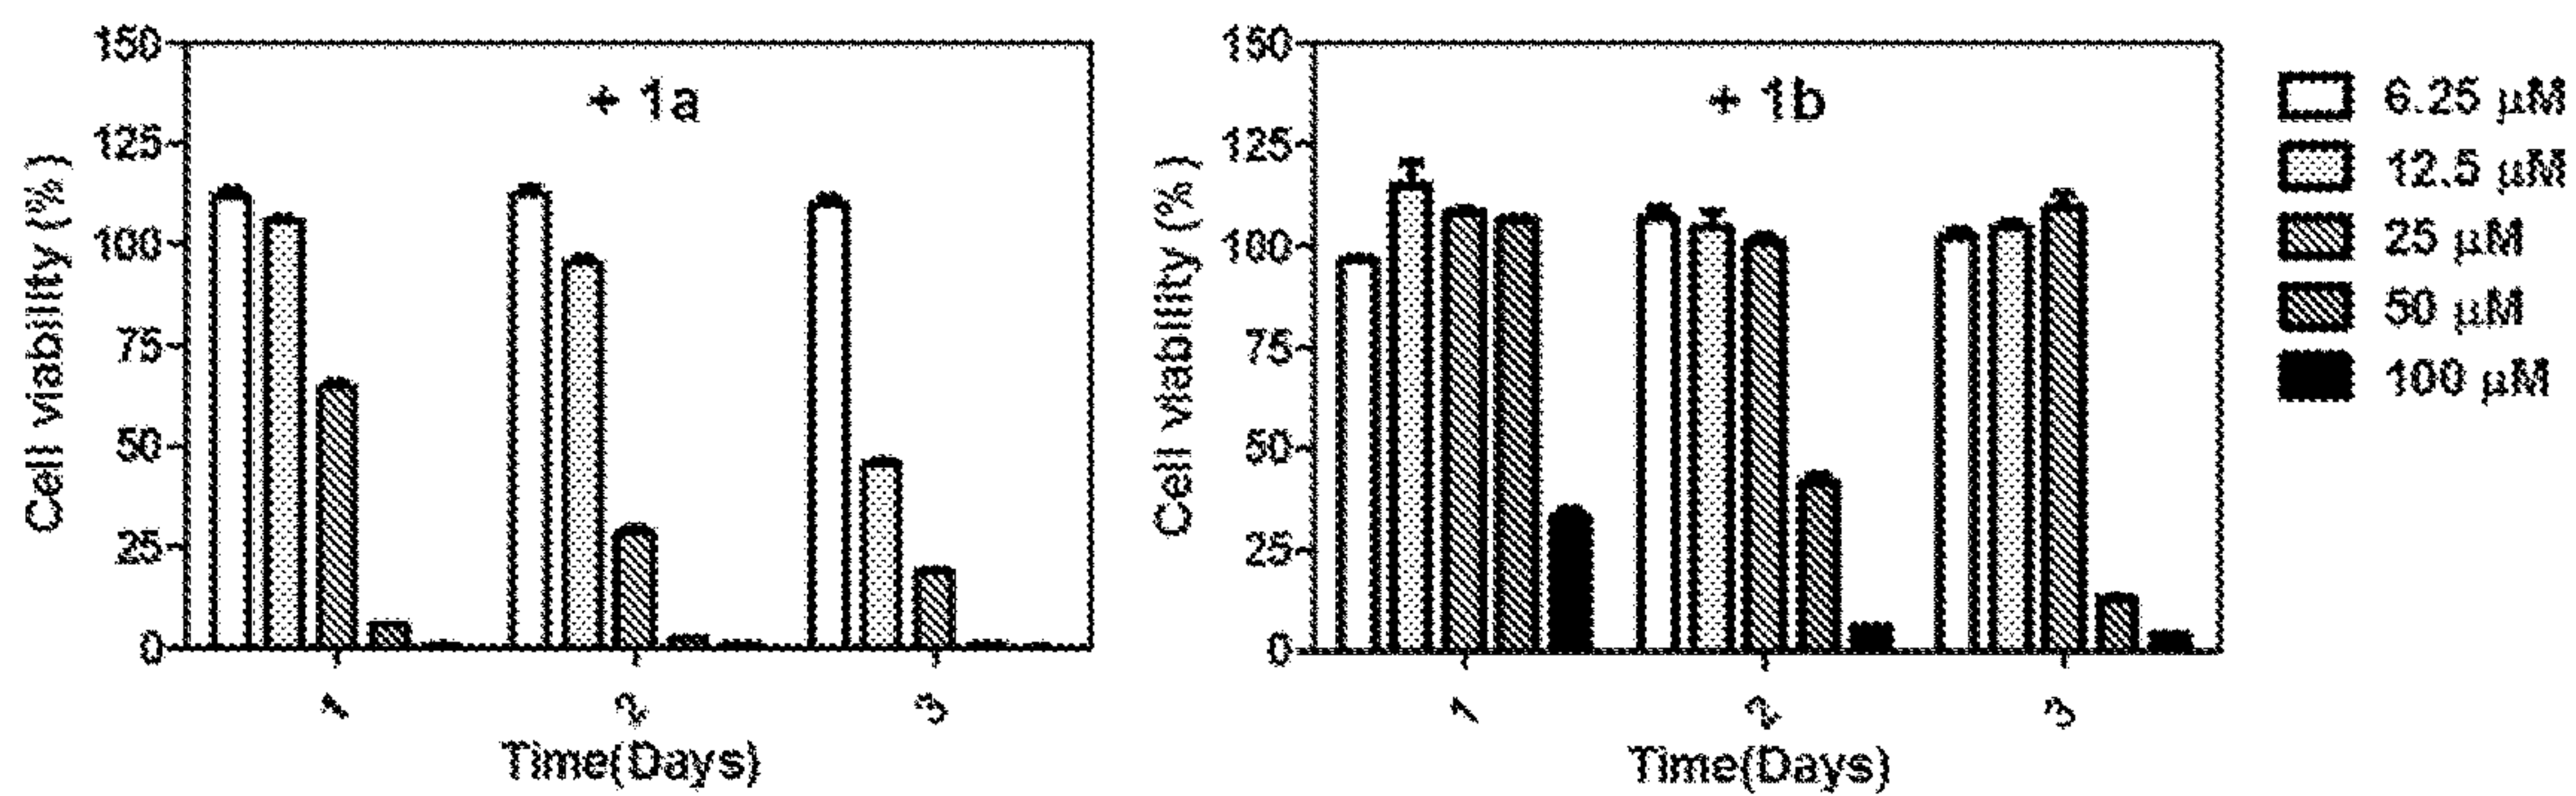 Cell viability (%)
150
125
100
75
50
25
0
+ 1a
1
2
3
Time(Days)
Cell viability (%)
150
125
100
75
50
25
0
+ 1b
1
2
3
Time(Days)
6.25 μM
12.5 μM
25 μM
50 μM
100 μM